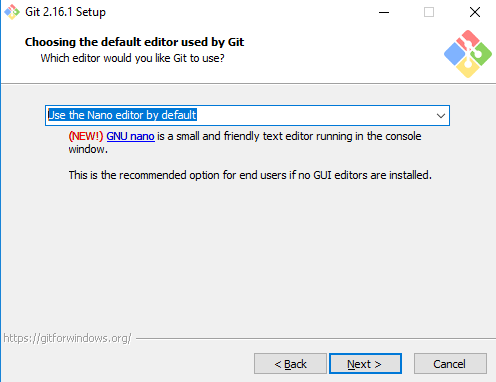 Git 2.16.1 Setup
Choosing the default editor used by Git
Which editor would you like Git to use?
Use the Nano editor by default
(NEW!) GNU nano is a small and friendly text editor running in the console
window.
This is the recommended option for end users if no GUI editors are installed.
https://gitforwindows.org/
< Back
Next >
Cancel